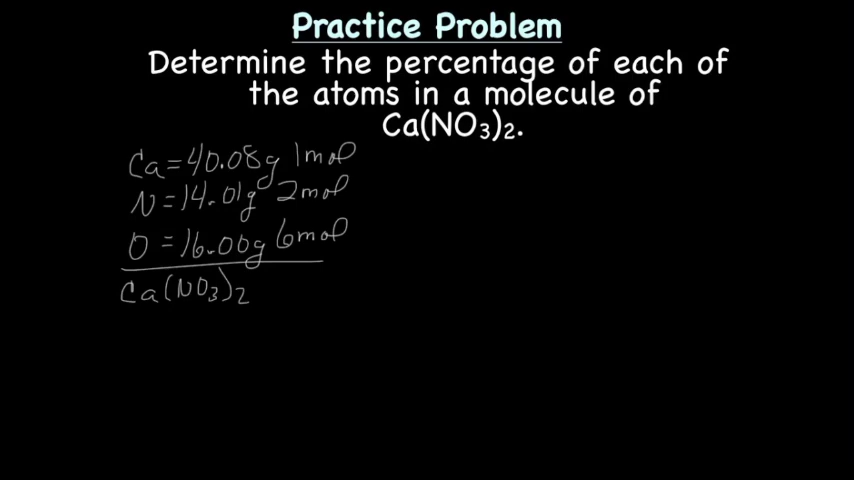 Practice Problem
Determine the percentage of each of
the atoms in a molecule of
Ca(NO₃)₂.
Ca = 40.08g 1mol
N = 14.01g 2mol
O = 16.00g 6mol
Ca(NO₃)₂